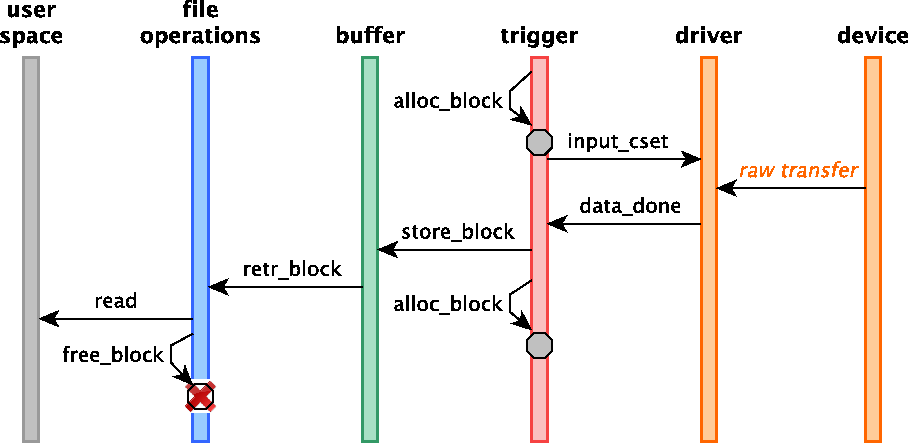 user
space
file
operations
buffer
trigger
driver
device
alloc_block
input_cset
raw transfer
data_done
store_block
retr_block
alloc_block
read
free_block